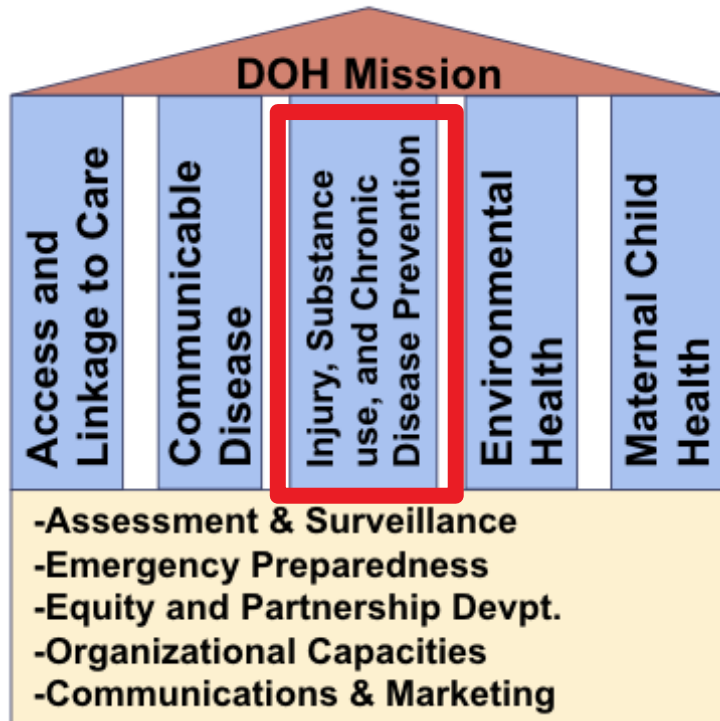 DOH Mission
Access and
Linkage to Care
Communicable
Disease
Injury, Substance
use, and Chronic
Disease Prevention
Environmental
Health
Maternal Child
Health
-Assessment & Surveillance
-Emergency Preparedness
-Equity and Partnership Devpt.
-Organizational Capacities
-Communications & Marketing